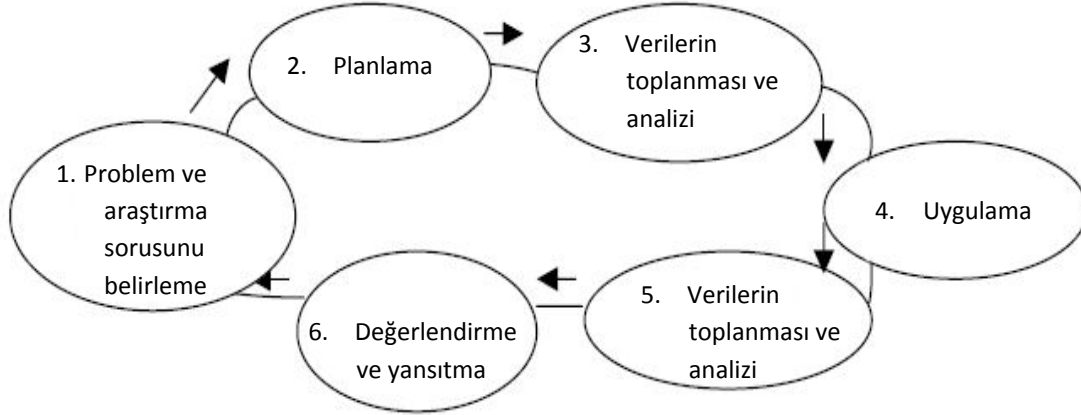 1. Problem ve
araştırma
sorusunu
belirleme
2. Planlama
3. Verilerin
toplanması ve
analizi
4. Uygulama
5. Verilerin
toplanması ve
analizi
6. Değerlendirme
ve yansıtma